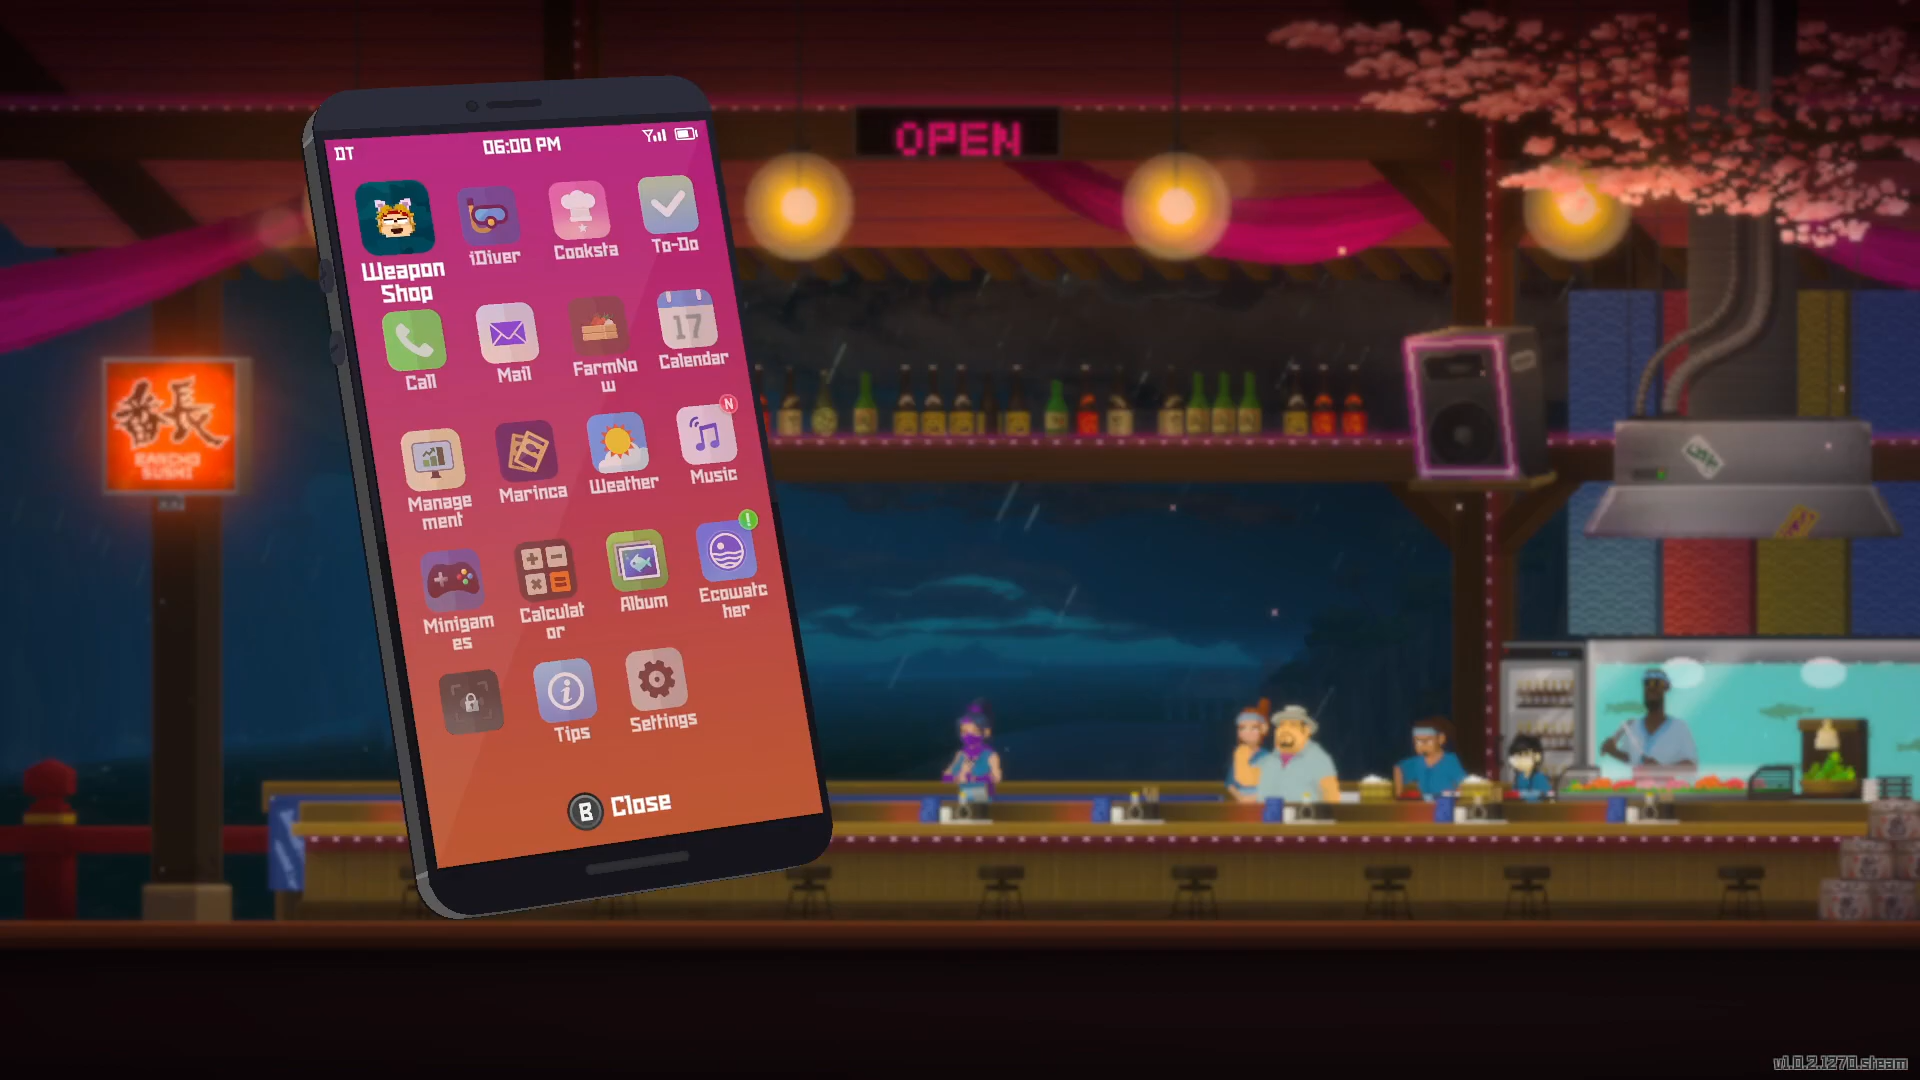 OPEN
DT
06:00 PM
Weapon
Shop
iDiver
Cooksta
To-Do
Call
Mail
FarmNo
w
17
Calendar
Manage
ment
Marinca
Weather
N
Music
Minigam
es
Calculat
or
Album
!
Ecowatc
her
Tips
Settings
B Close
番長
BANCHO
SUSHI
v1.0.2.1270.steam